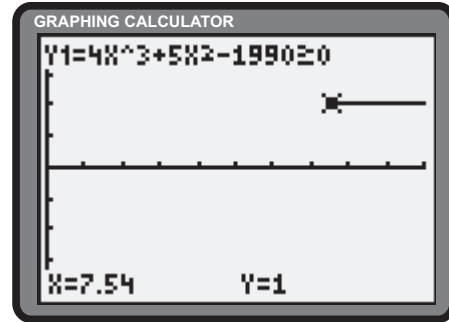 GRAPHING CALCULATOR
Y1=4X^3+5X²-1990≥0
X=7.54 Y=1